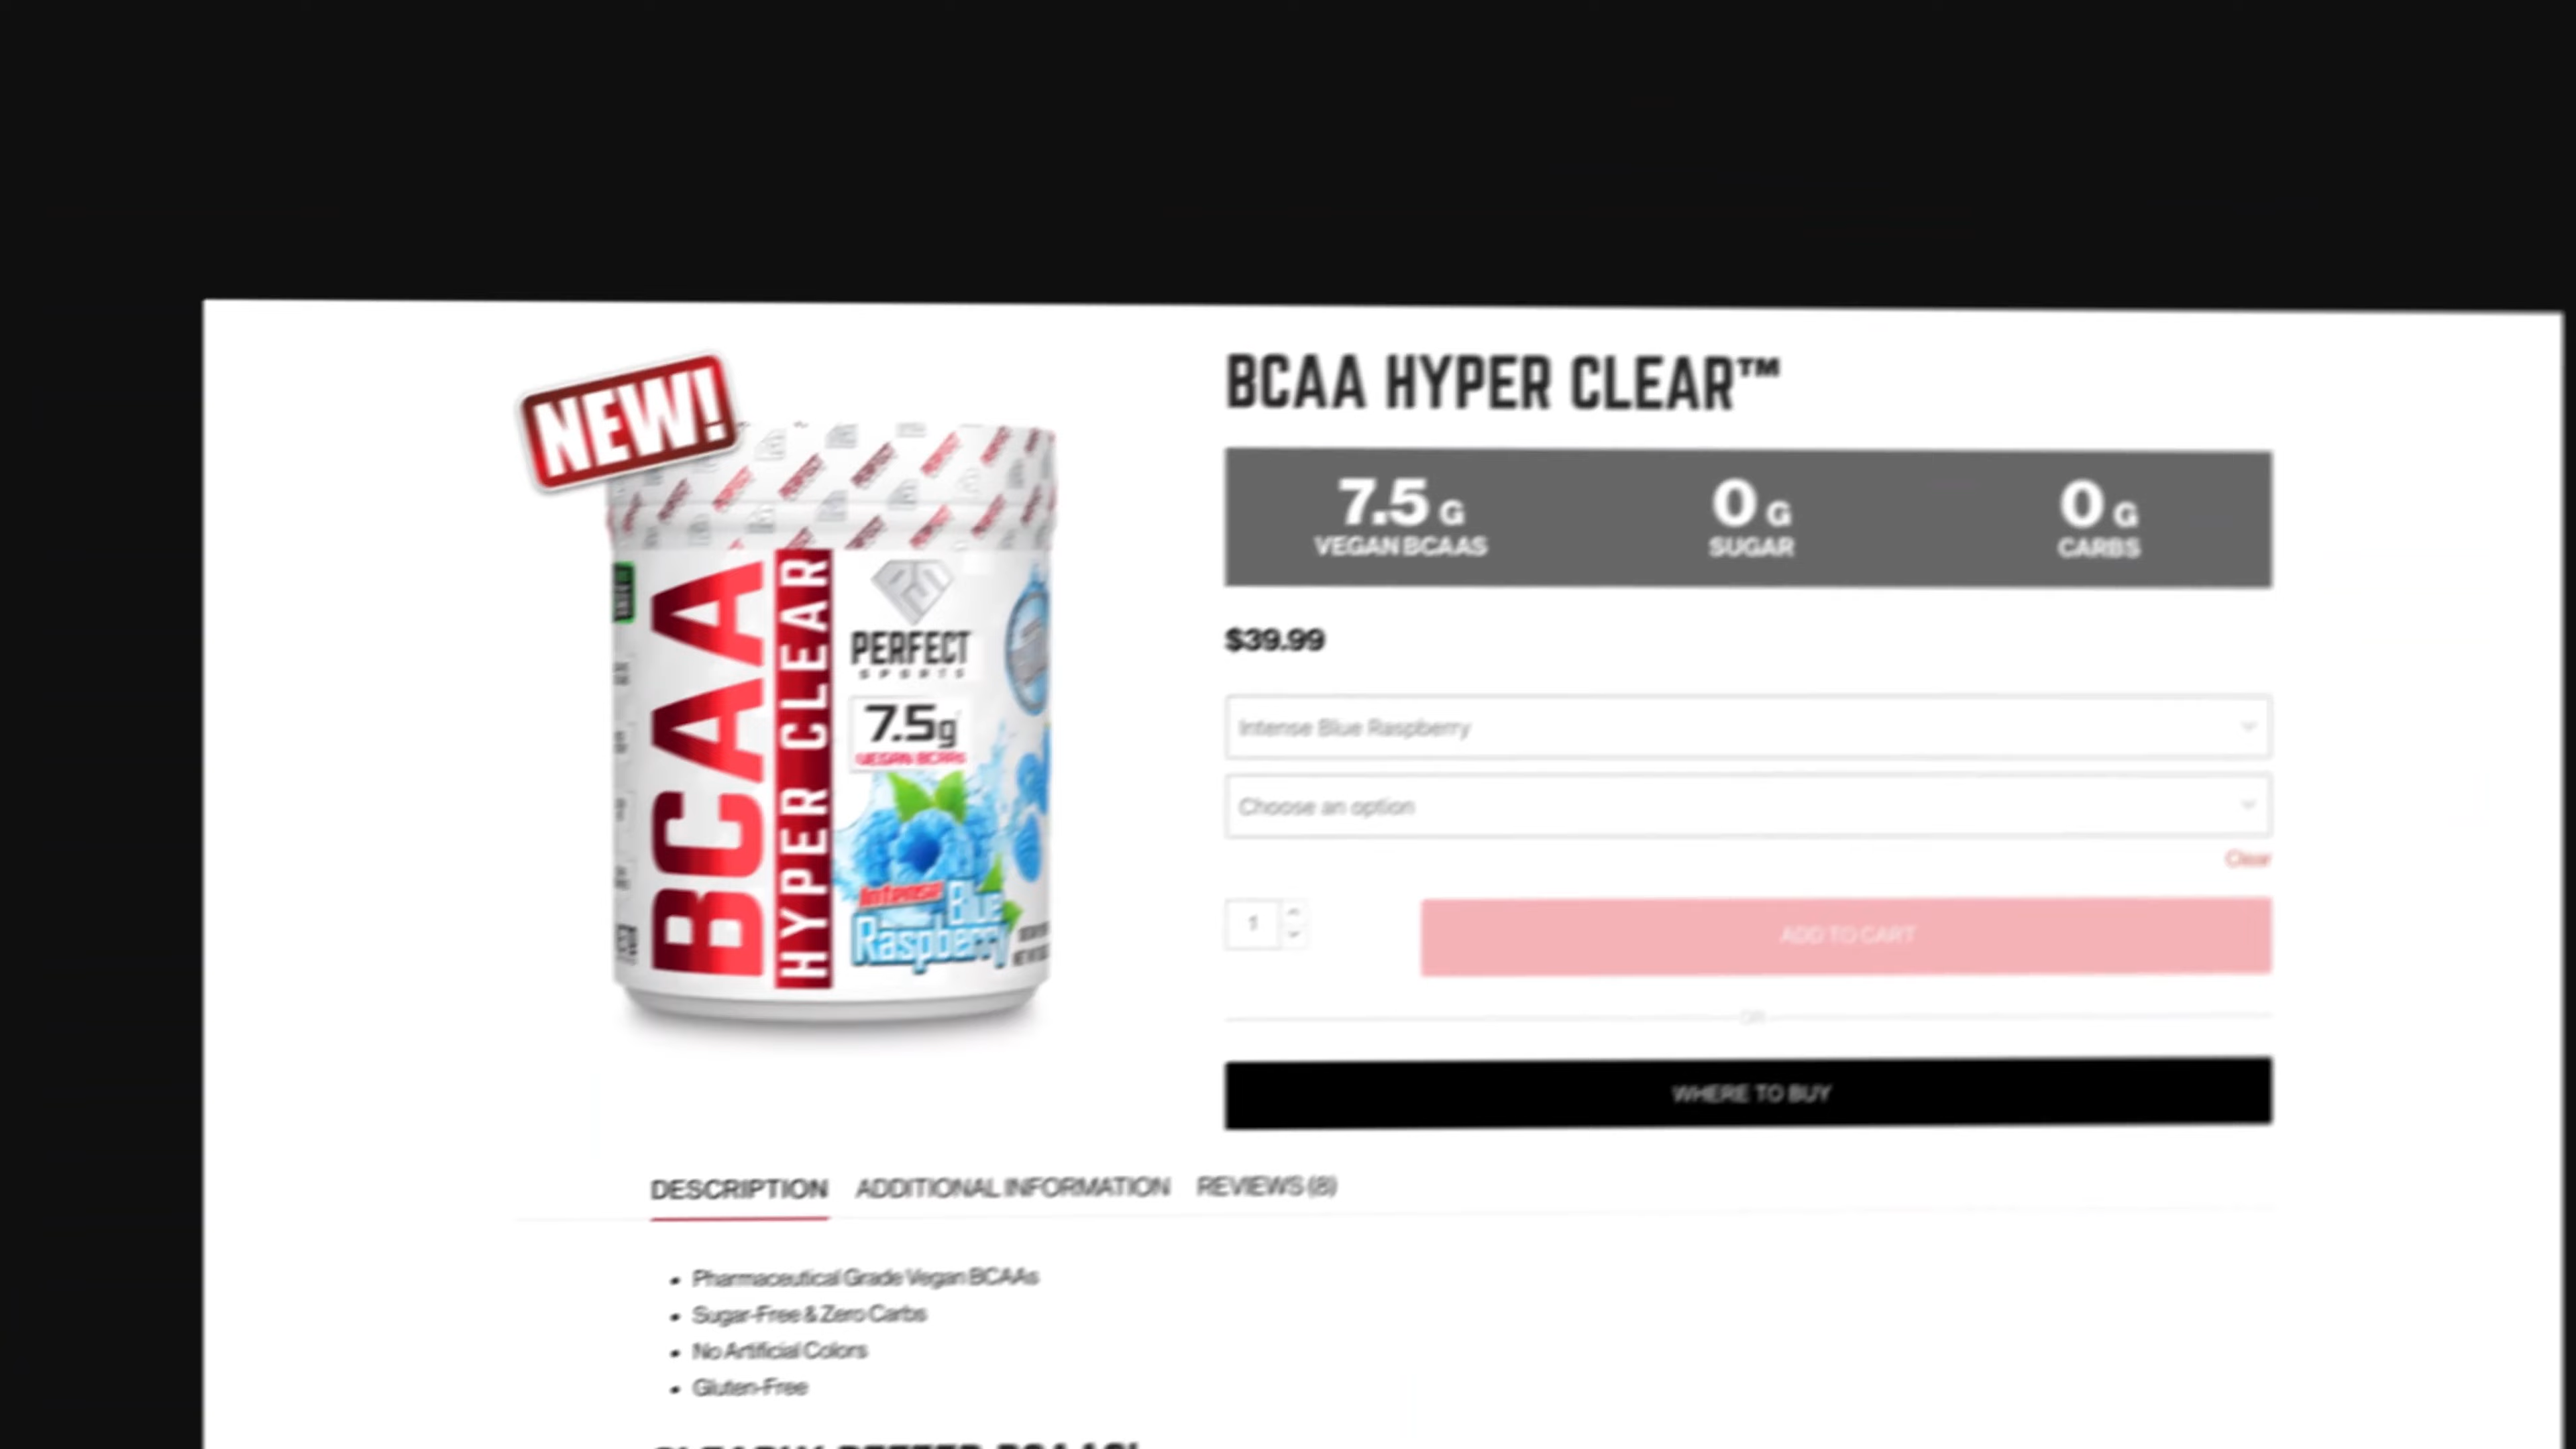 NEW!
BCAA
HYPER CLEAR
PERFECT
SPORTS
7.5g
VEGAN BCAAs
Intense Blue
Raspberry
BCAA HYPER CLEAR™
7.5 G
VEGAN BCAAS
0 G
SUGAR
0 G
CARBS
$39.99
Intense Blue Raspberry
Choose an option
Clear
1
ADD TO CART
OR
WHERE TO BUY
DESCRIPTION
ADDITIONAL INFORMATION
REVIEWS (8)
• Pharmaceutical Grade Vegan BCAAs
• Sugar-Free & Zero Carbs
• No Artificial Colors
• Gluten-Free